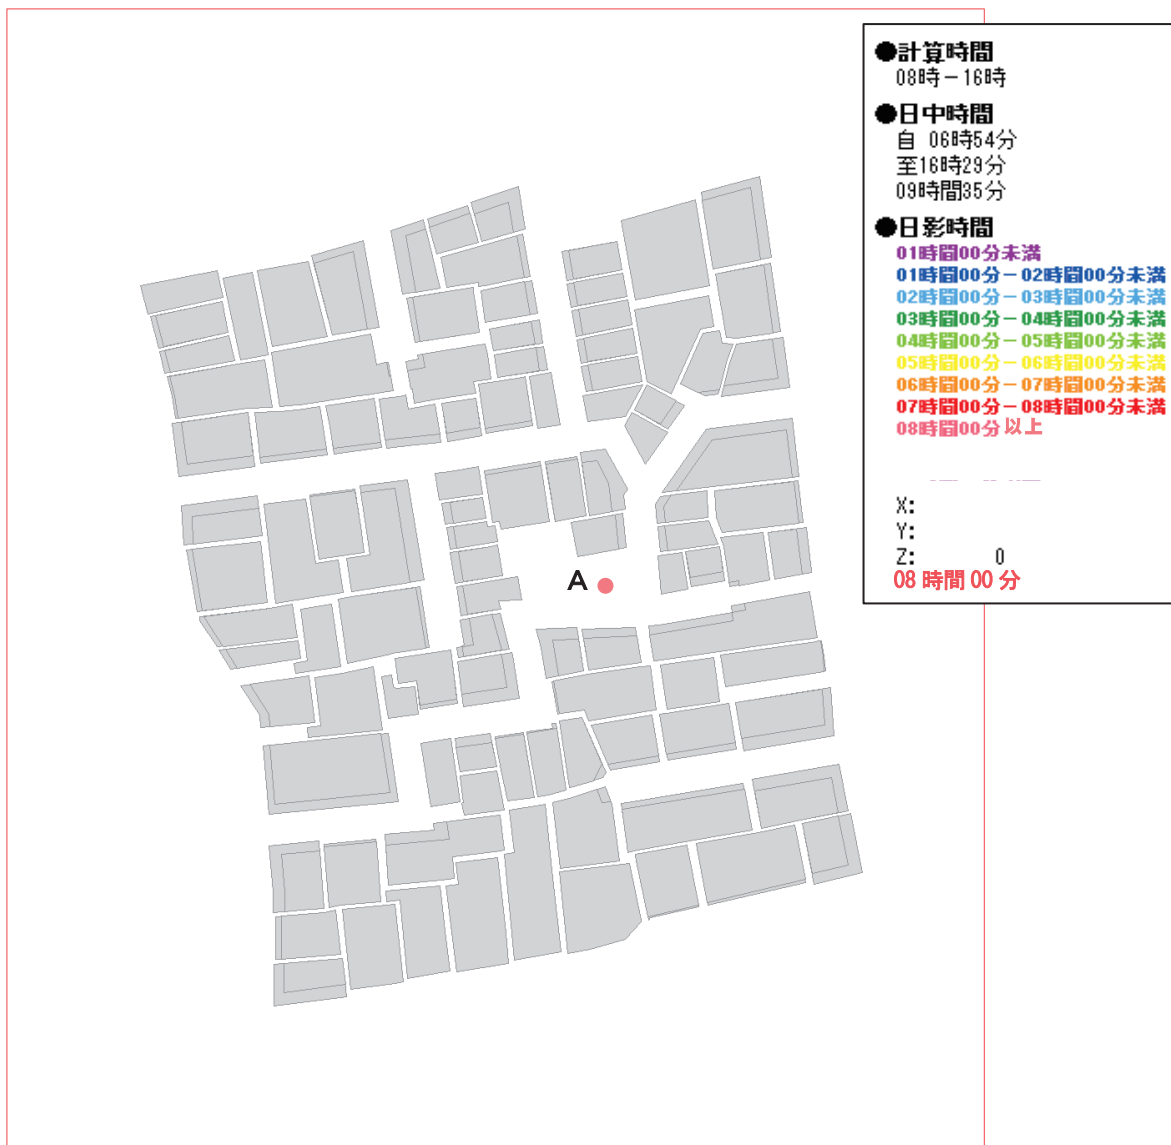 A
●計算時間
08時－16時
●日中時間
自 06時54分
至16時29分
09時間35分
●日影時間
01時間00分未満
01時間00分－02時間00分未満
02時間00分－03時間00分未満
03時間00分－04時間00分未満
04時間00分－05時間00分未満
05時間00分－06時間00分未満
06時間00分－07時間00分未満
07時間00分－08時間00分未満
08時間00分以上
X:
Y:
Z: 0
08時間00分